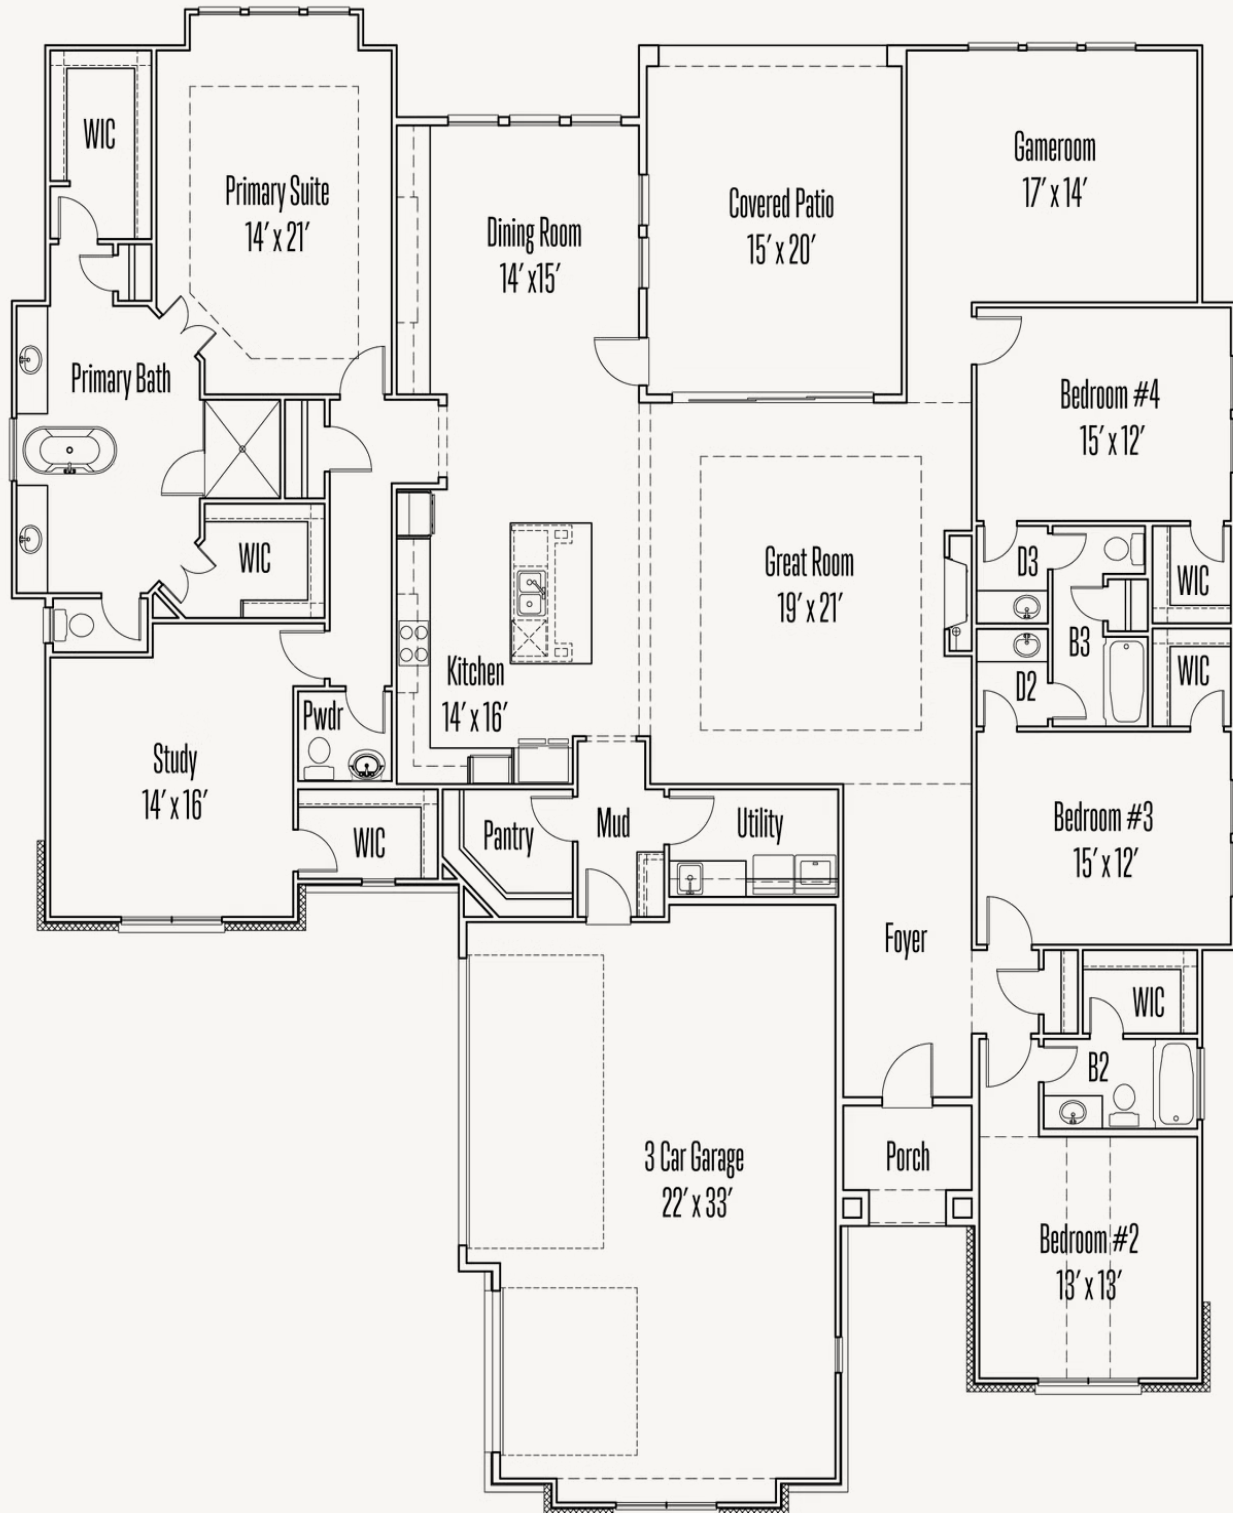 WIC
Primary Suite
14' x 21'
Gameroom
17' x 14'
Covered Patio
15' x 20'
Dining Room
14' x15'
Primary Bath
Bedroom #4
15' x 12'
WIC
Great Room
19' x 21'
D3
WIC
B3
Kitchen
14' x 16'
D2
WIC
Pwdr
Study
14' x 16'
WIC
Pantry
Mud
Utility
Bedroom #3
15' x 12'
Foyer
WIC
B2
3 Car Garage
22' x 33'
Porch
Bedroom #2
13' x 13'